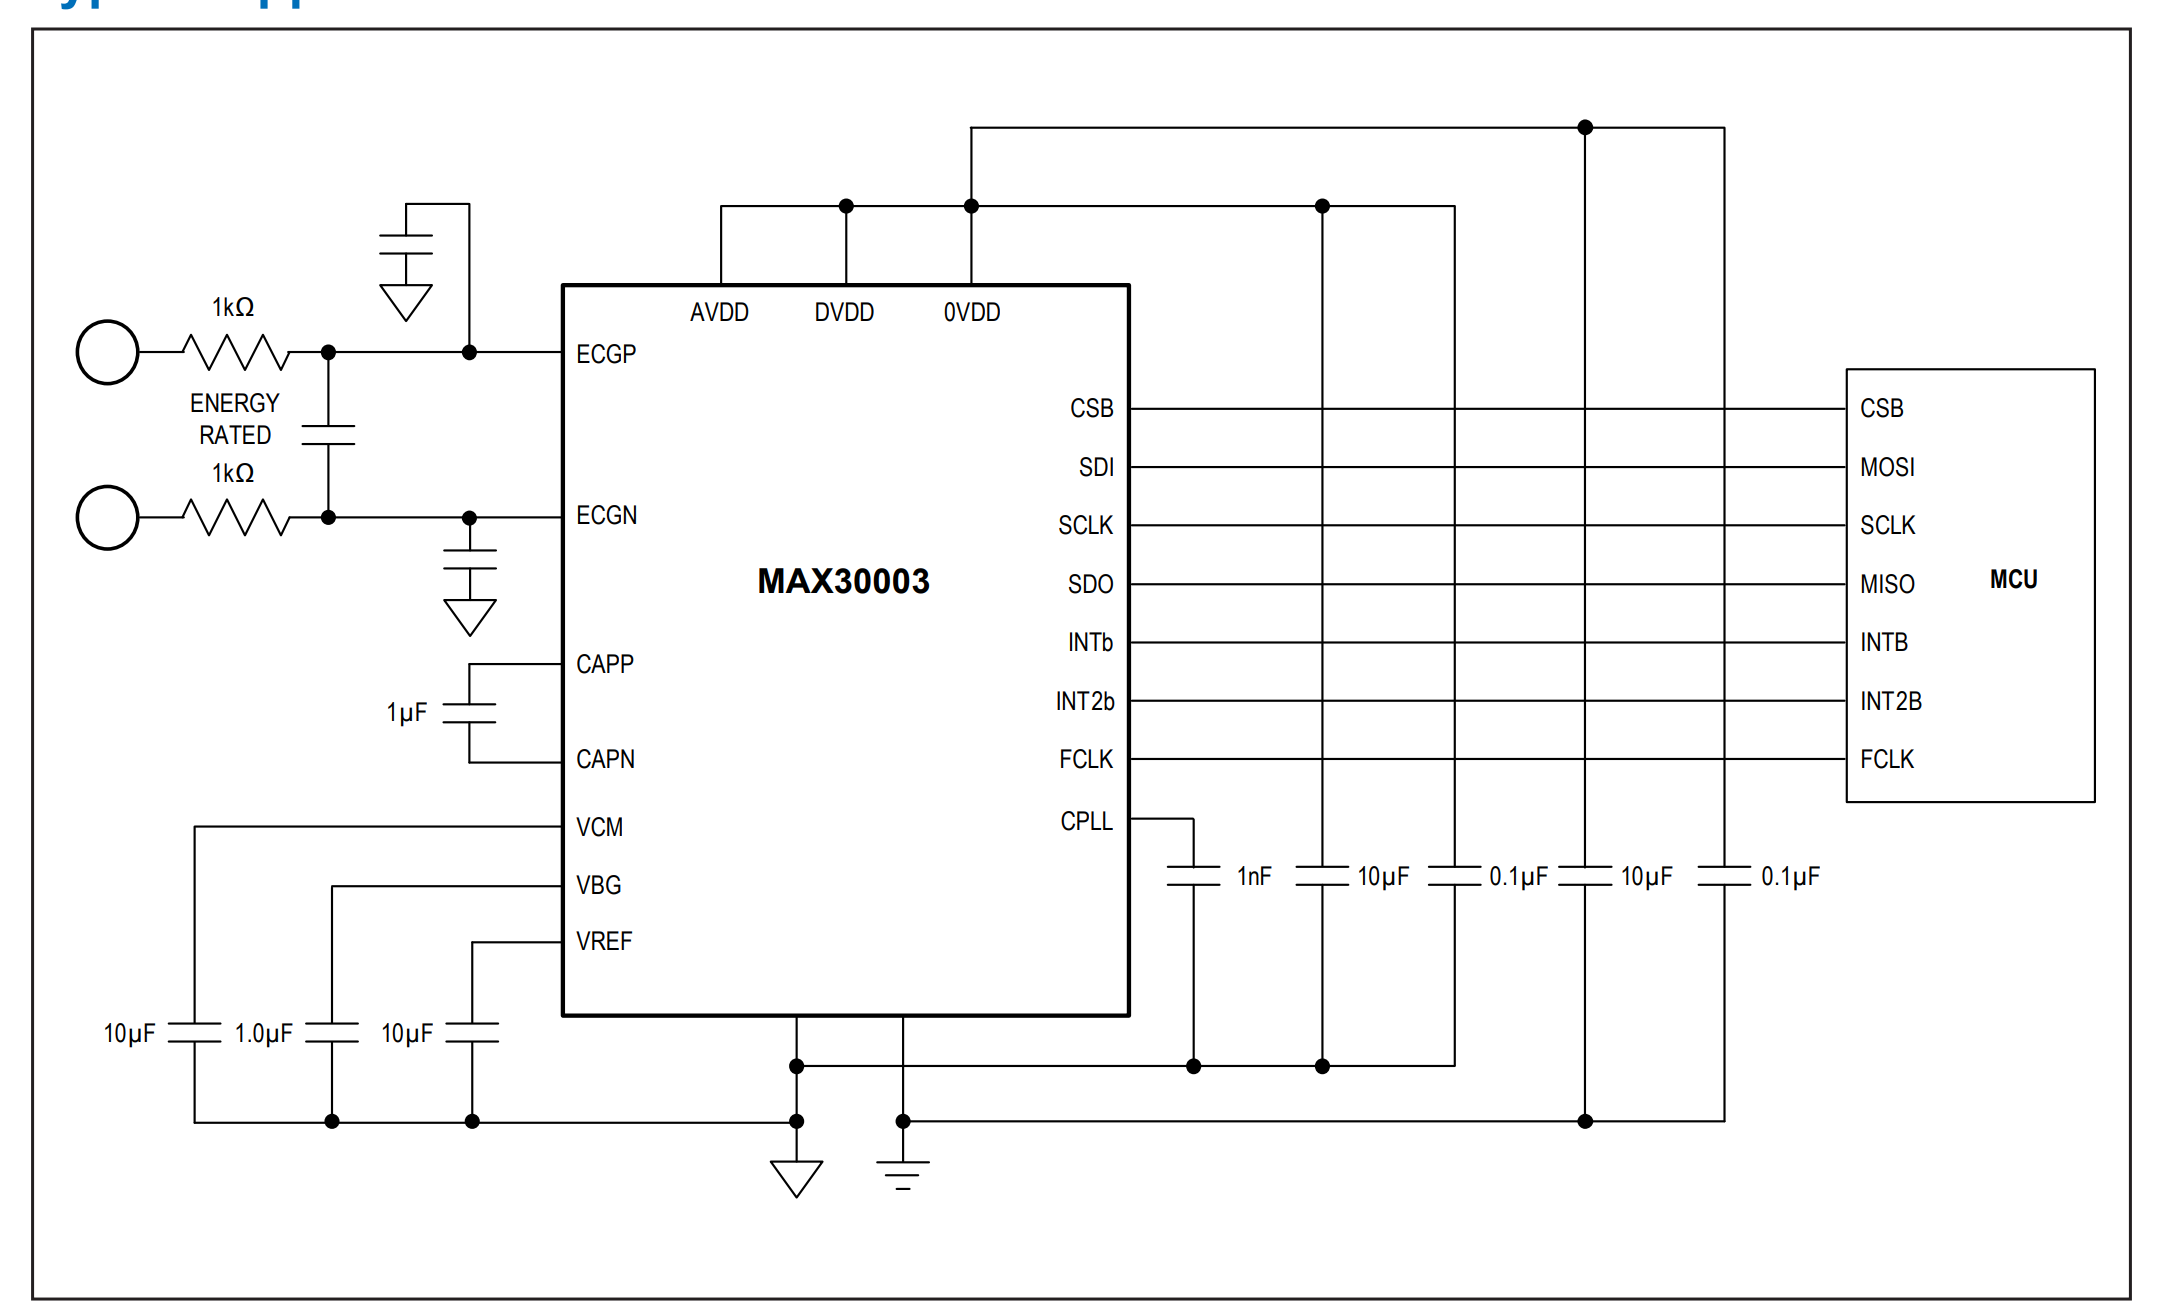 1kΩ
ENERGY
RATED
1kΩ
AVDD
DVDD
0VDD
ECGP
ECGN
CAPP
1µF
CAPN
VCM
VBG
VREF
MAX30003
CSB
SDI
SCLK
SDO
INTb
INT2b
FCLK
CPLL
CSB
MOSI
SCLK
MISO
INTB
INT2B
FCLK
MCU
1nF
10µF
0.1µF
10µF
0.1µF
10µF
1.0µF
10µF